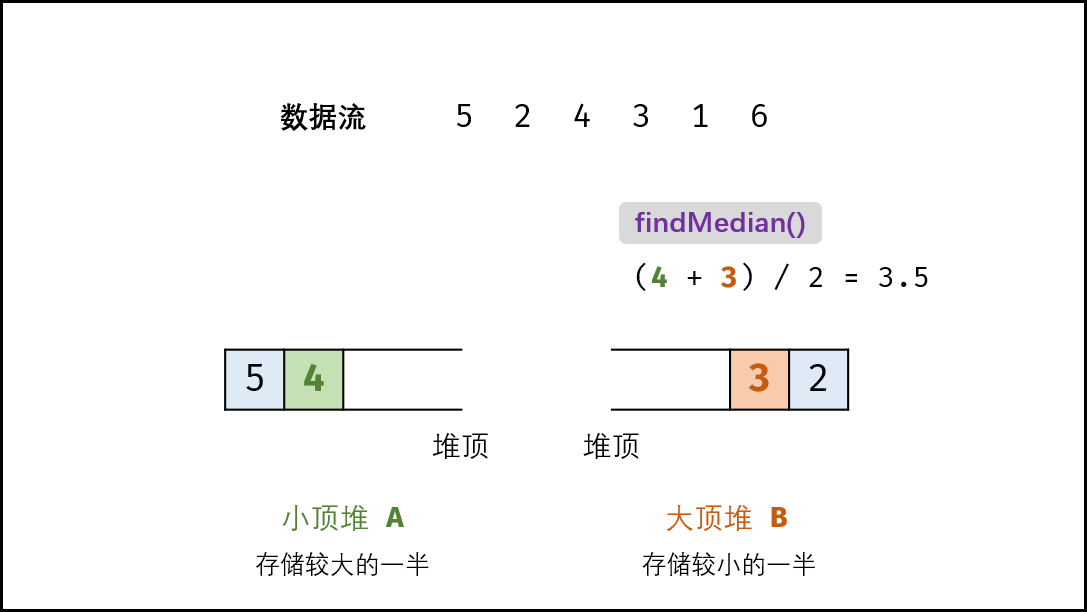 数据流 5 2 4 3 1 6
findMedian()
(4 + 3) / 2 = 3.5
5 4 3 2
堆顶 堆顶
小顶堆 A 大顶堆 B
存储较大的一半 存储较小的一半